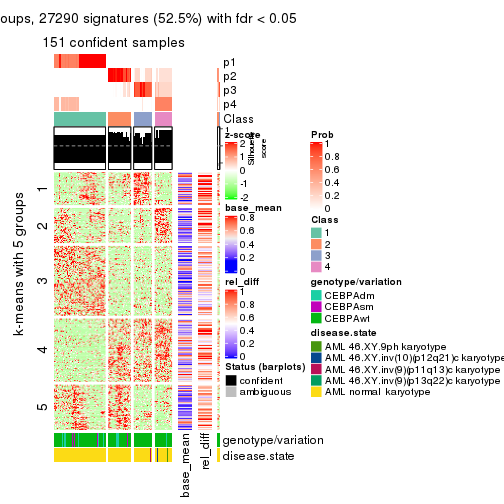 oups, 27290 signatures (52.5%) with fdr < 0.05
151 confident samples
p1
p2
p3
p4
Class
1
Silhouette
score
z-score
2
1
0
-1
-2
base_mean
0.8
0.6
0.4
0.2
0
rel_diff
1
0.8
0.6
0.4
0.2
0
Status (barplots)
confident
ambiguous
Prob
1
0.8
0.6
0.4
0.2
0
Class
1
2
3
4
genotype/variation
CEBPAdm
CEBPAsm
CEBPAwt
disease.state
AML 46.XY.9ph karyotype
AML 46.XY.inv(10)(p12q21)c karyotype
AML 46.XY.inv(9)(p11q13)c karyotype
AML 46.XY.inv(9)(p13q22)c karyotype
AML normal karyotype
k-means with 5 groups
1
2
3
4
5
genotype/variation
disease.state
base_mean
rel_diff